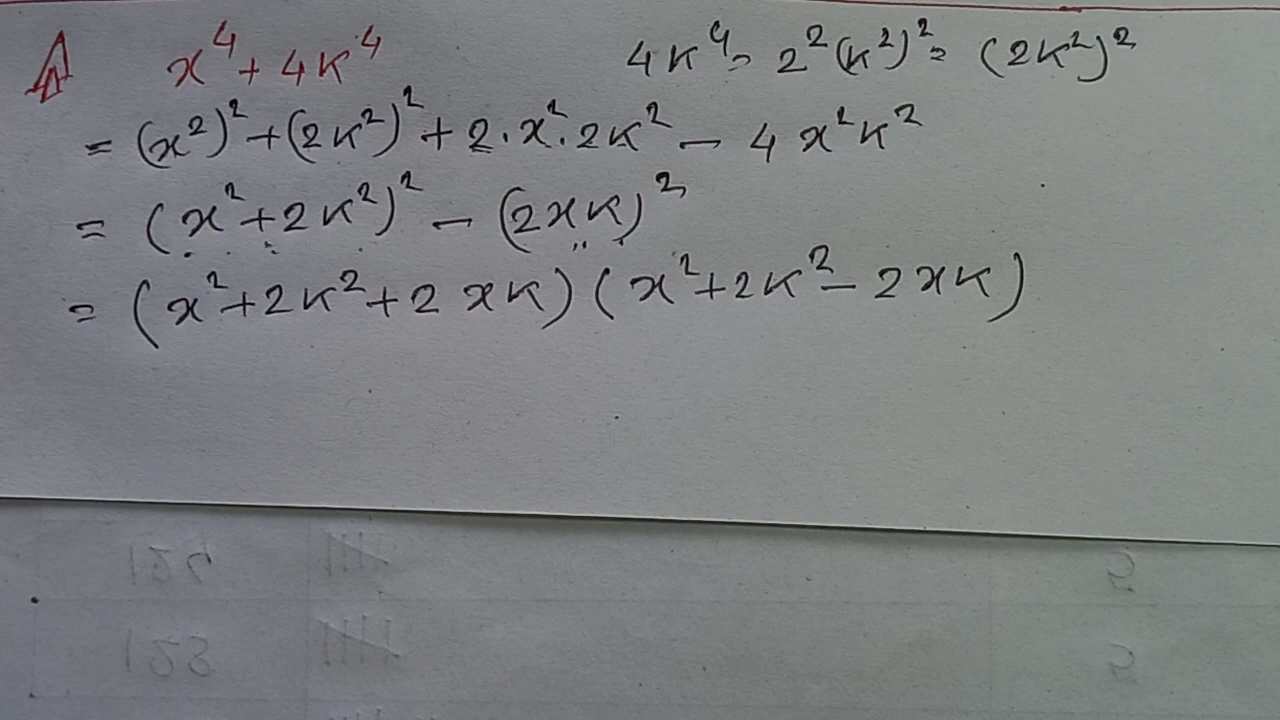 A x⁴ + 4k⁴ 4k⁴ = 2²(k²)² = (2k²)²
= (x²)² + (2k²)² + 2·x²·2k² - 4x²k²
= (x² + 2k²)² - (2xk)²
= (x² + 2k² + 2xk)(x² + 2k² - 2xk)